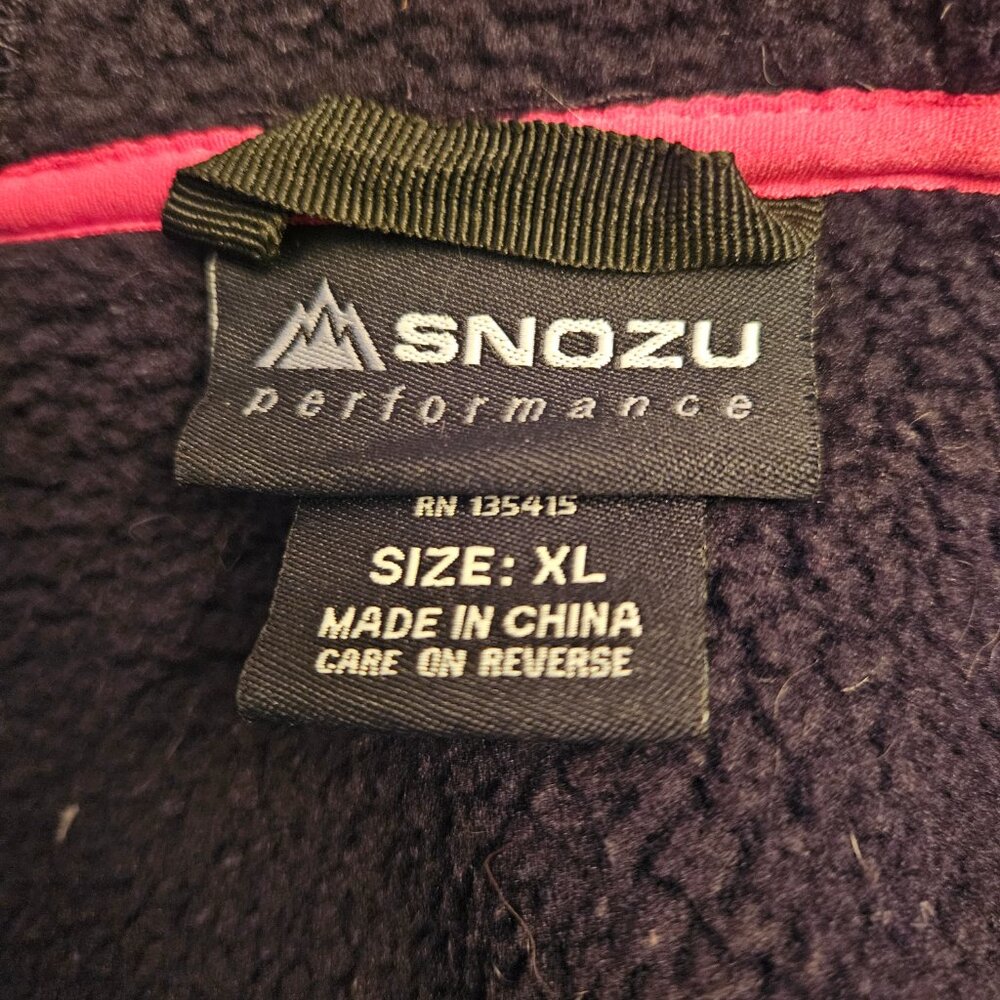 SNOZU
performance
RN 135415
SIZE: XL
MADE IN CHINA
CARE ON REVERSE